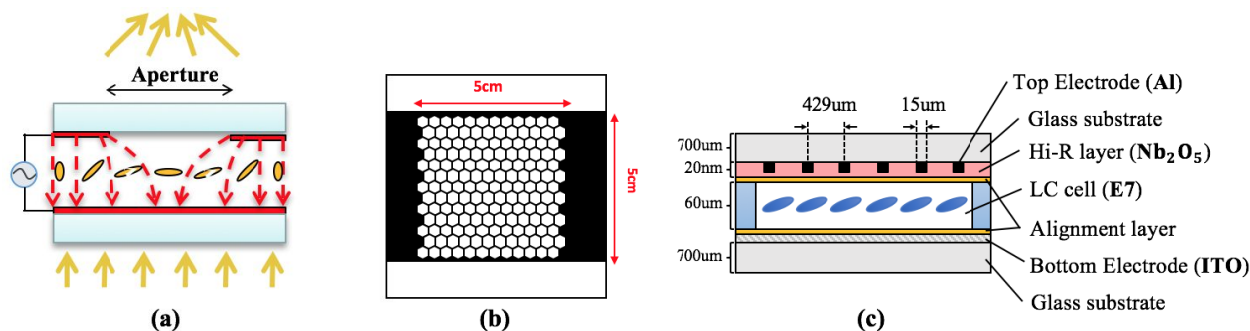 Aperture
(a)
5cm
5cm
(b)
429um
15um
700um
20nm
60um
700um
Top Electrode (Al)
Glass substrate
Hi-R layer (Nb₂O₅)
LC cell (E7)
Alignment layer
Bottom Electrode (ITO)
Glass substrate
(c)